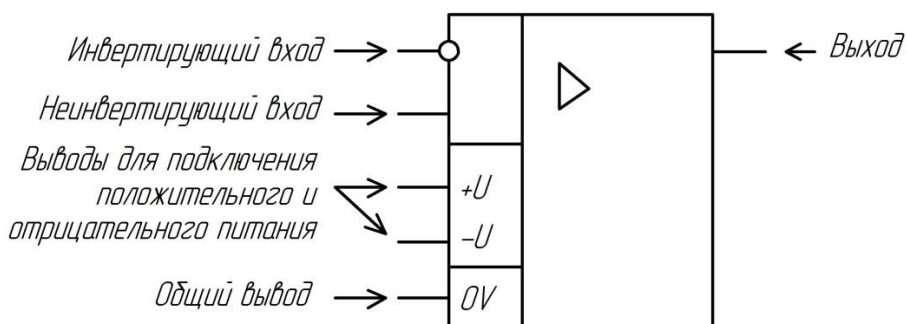 Инвертирующий вход
Выход
Неинвертирующий вход
Выводы для подключения
положительного и
отрицательного питания
+U
-U
Общий вывод
0V